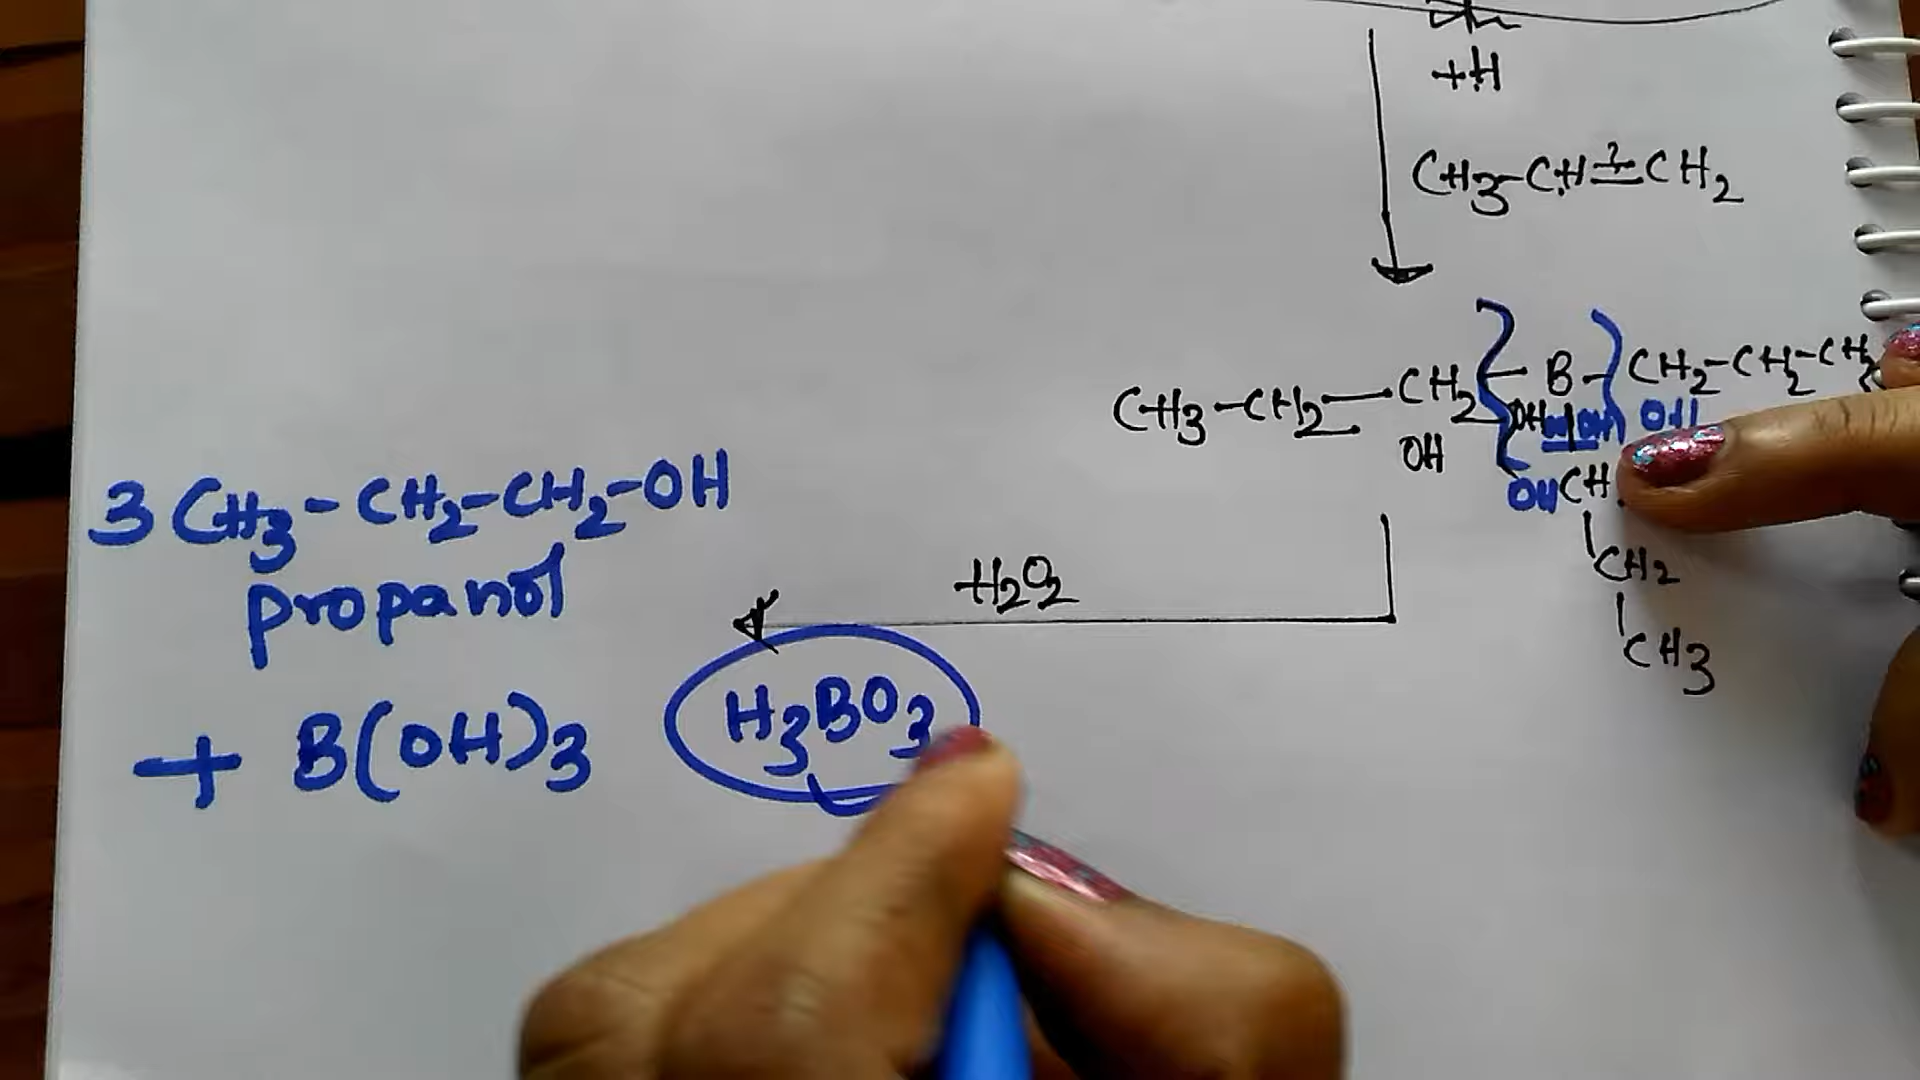 +H
CH3-CH=CH2
CH3-CH2-CH2-B-CH2-CH2-CH3
OH OH OH OH
OH CH
CH2
CH3
H2O2
3 CH3-CH2-CH2-OH
propanol
+ B(OH)3 H3BO3